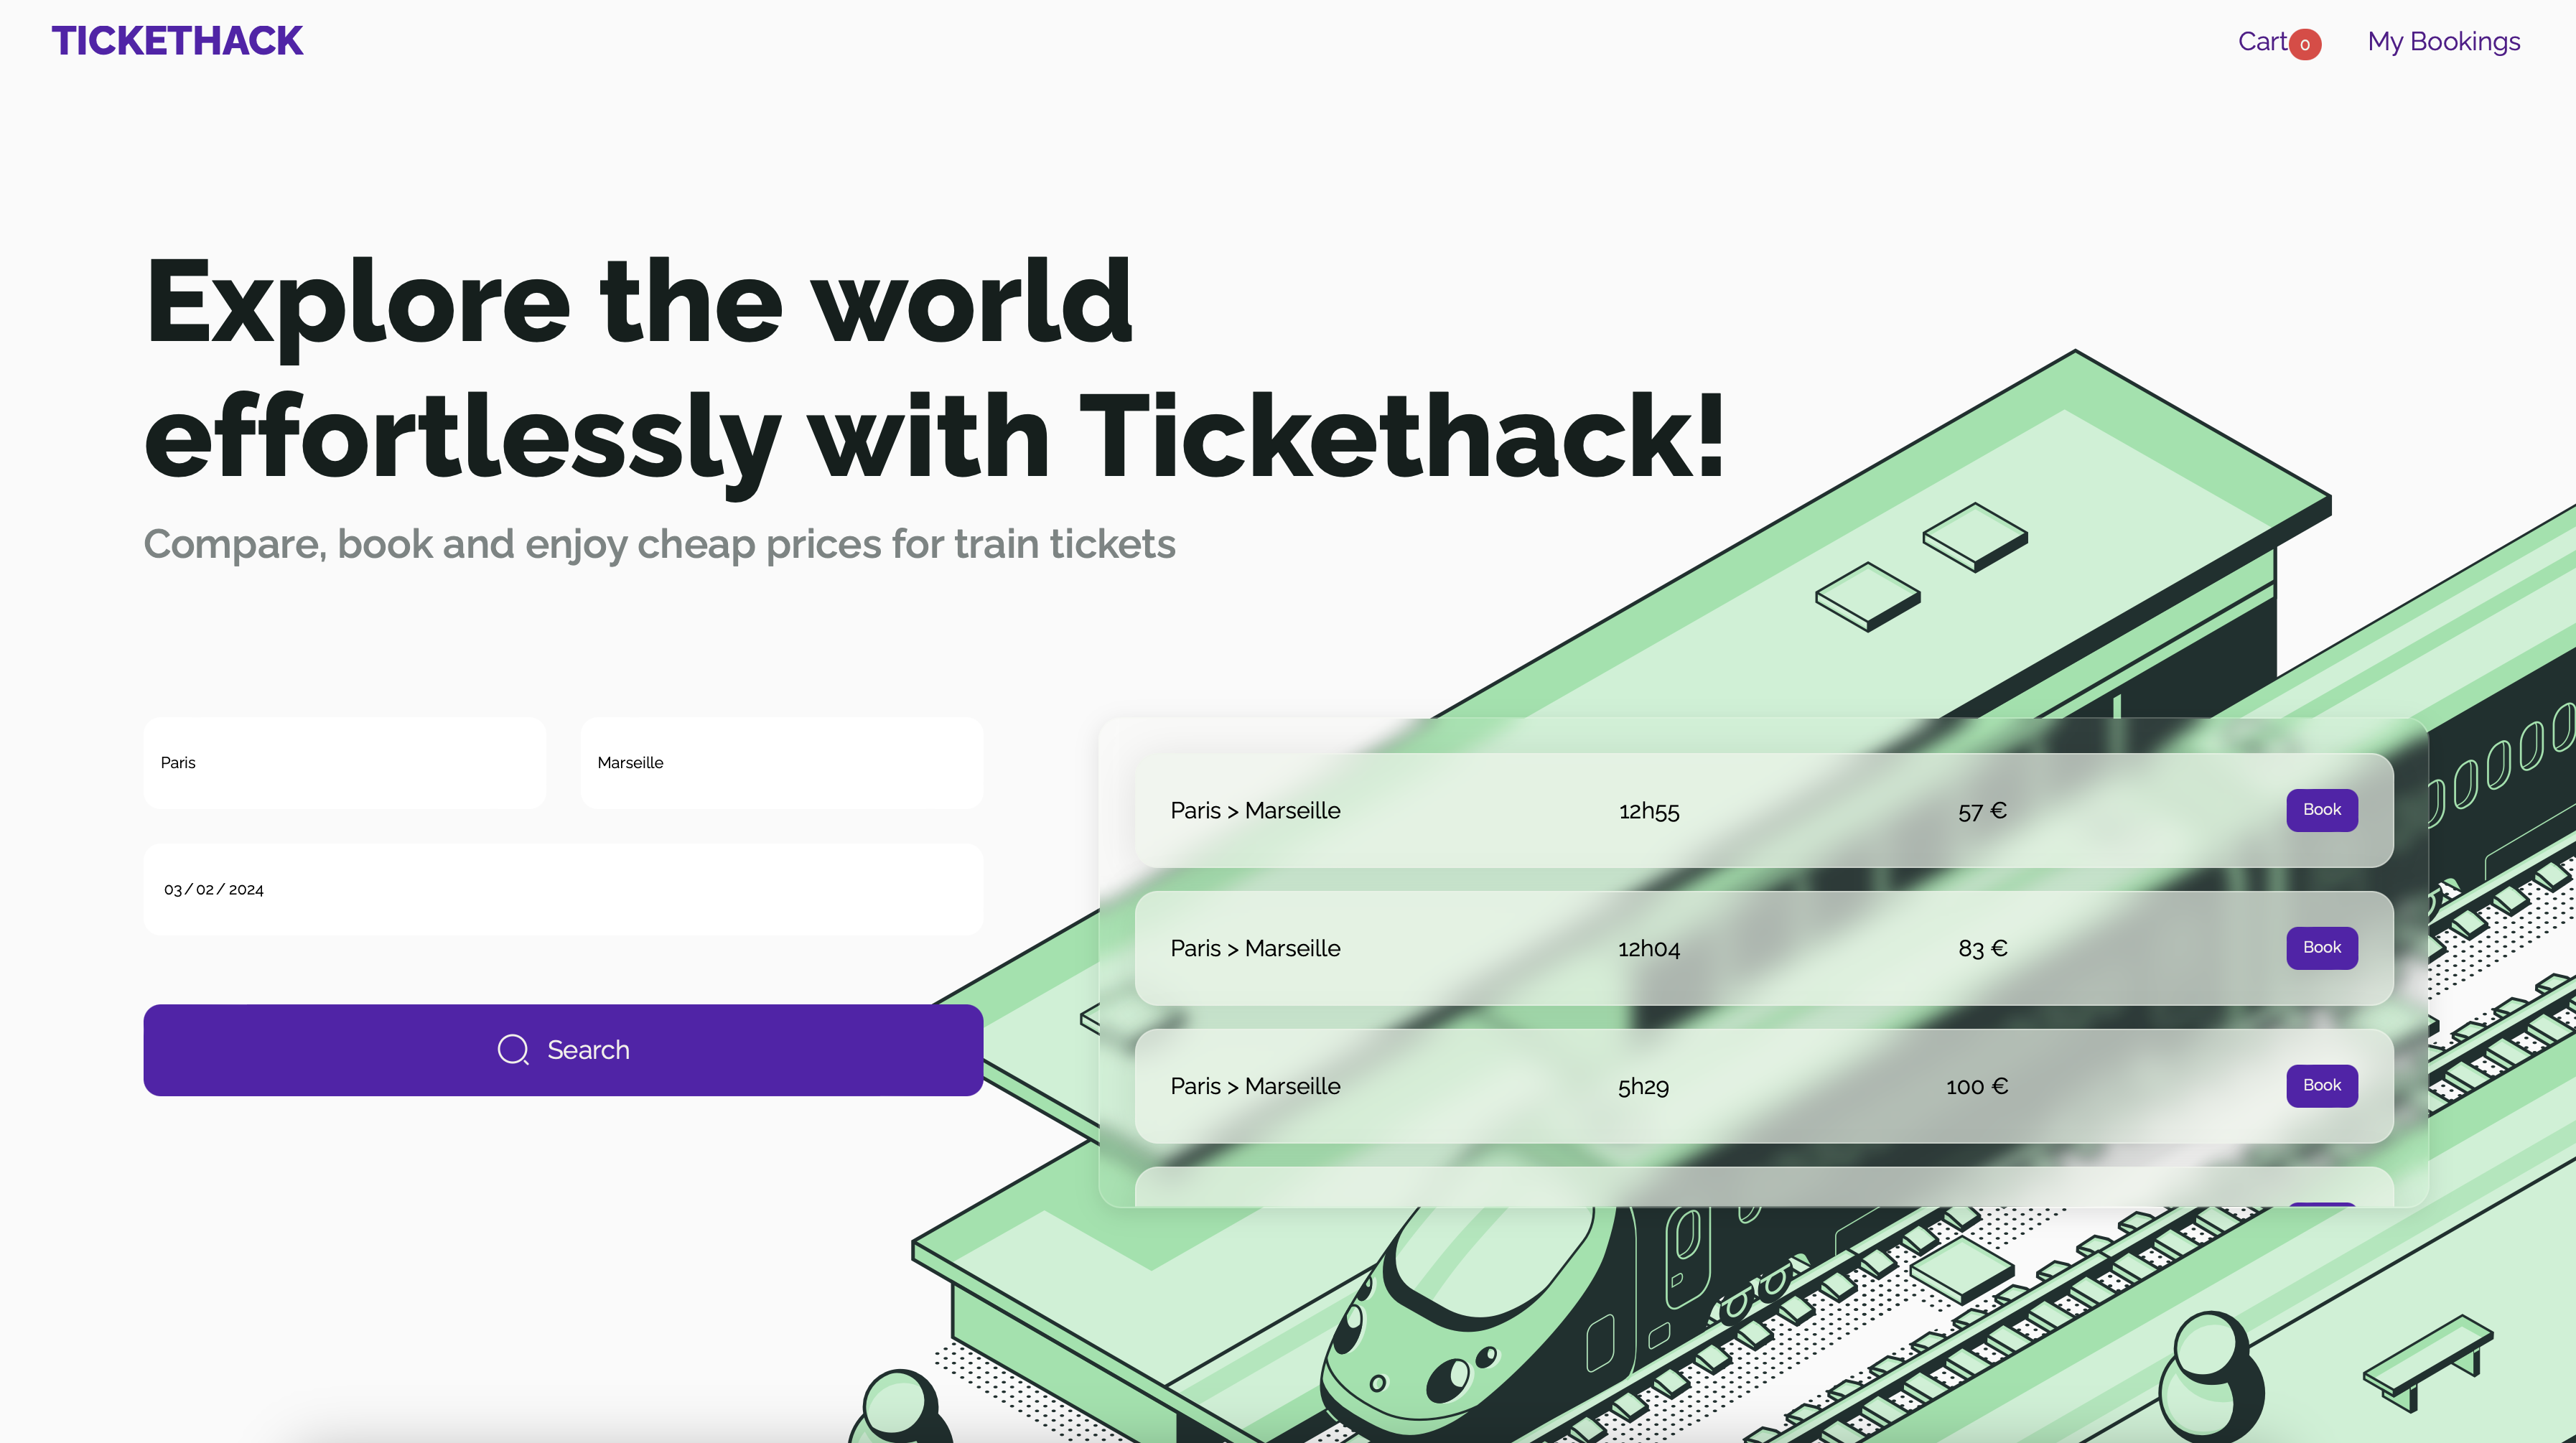 TICKETHACK
Cart 0
My Bookings
Explore the world
effortlessly with Tickethack!
Compare, book and enjoy cheap prices for train tickets
Paris
Marseille
03/02/2024
Search
Paris > Marseille 12h55 57 € Book
Paris > Marseille 12h04 83 € Book
Paris > Marseille 5h29 100 € Book